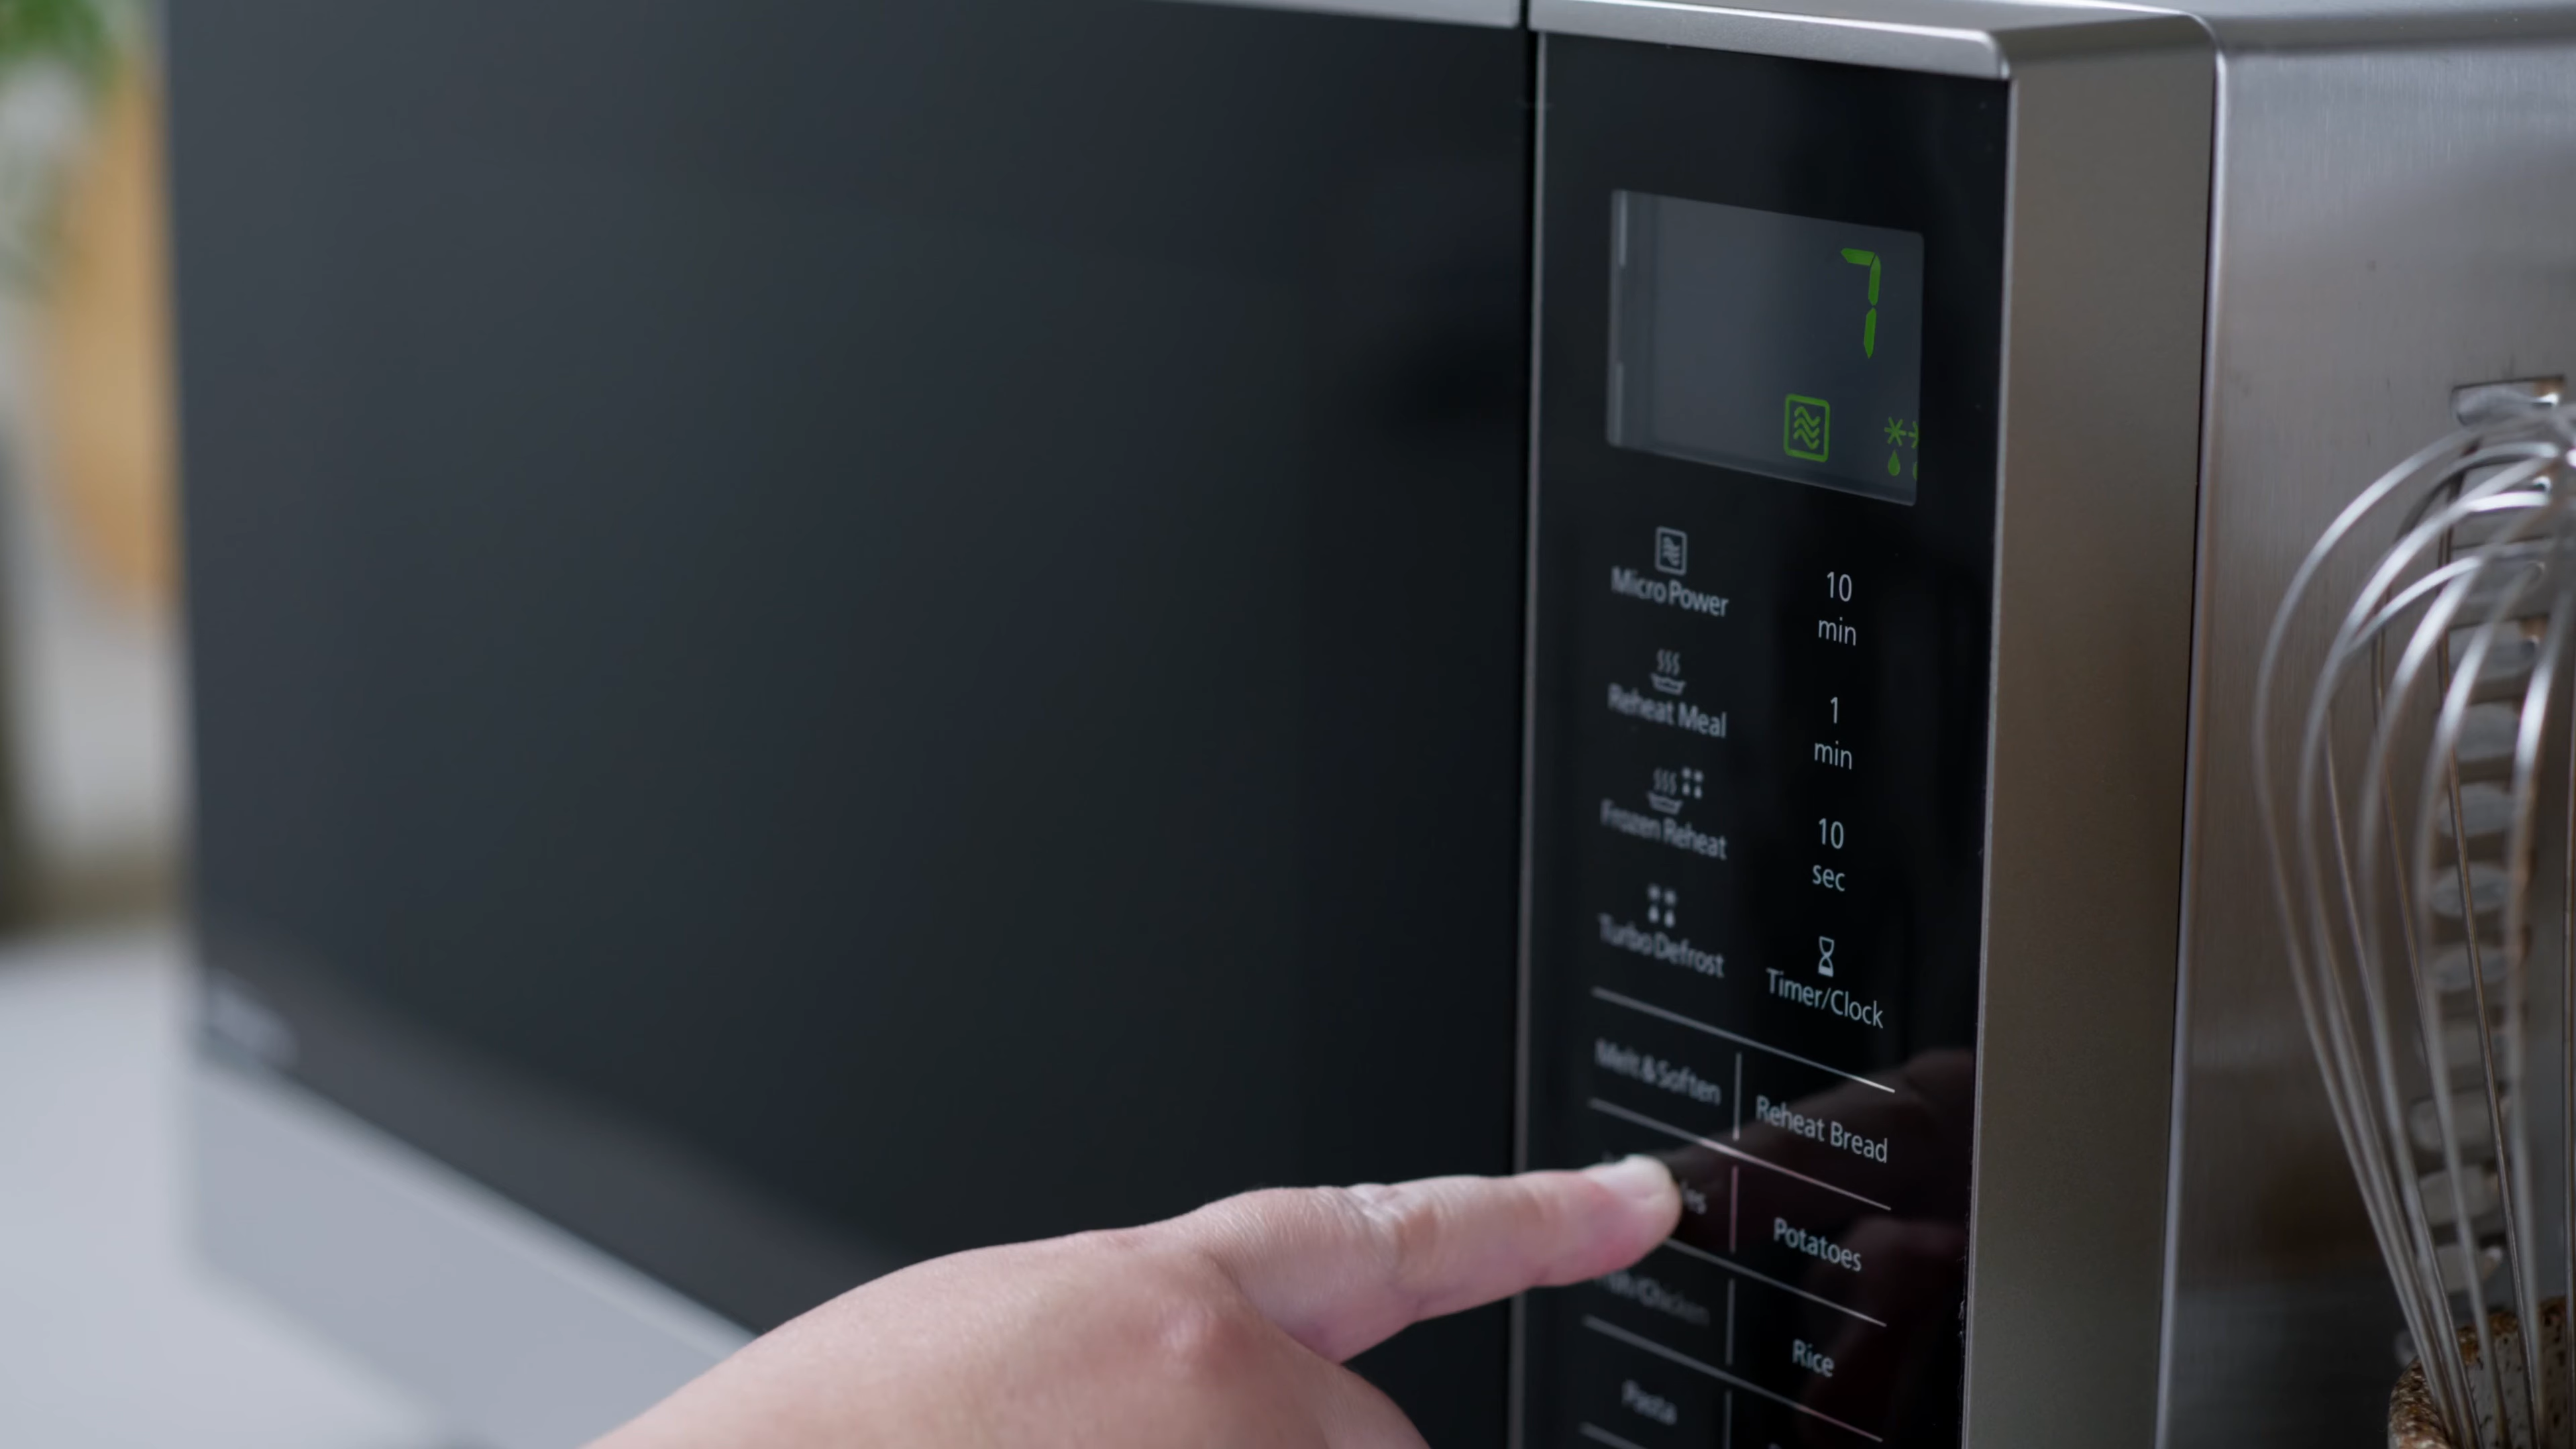 7
Micro Power
10
min
Reheat Meal
1
min
Frozen Reheat
10
sec
Turbo Defrost
Timer/Clock
Melt & Soften
Reheat Bread
Potatoes
Rice
Pasta